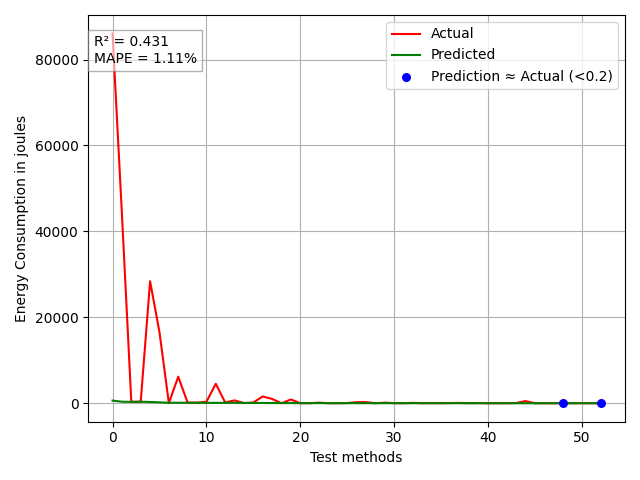 R² = 0.431
MAPE = 1.11%
Actual
Predicted
Prediction ≈ Actual (<0.2)
Energy Consumption in joules
80000
60000
40000
20000
0
0 10 20 30 40 50
Test methods